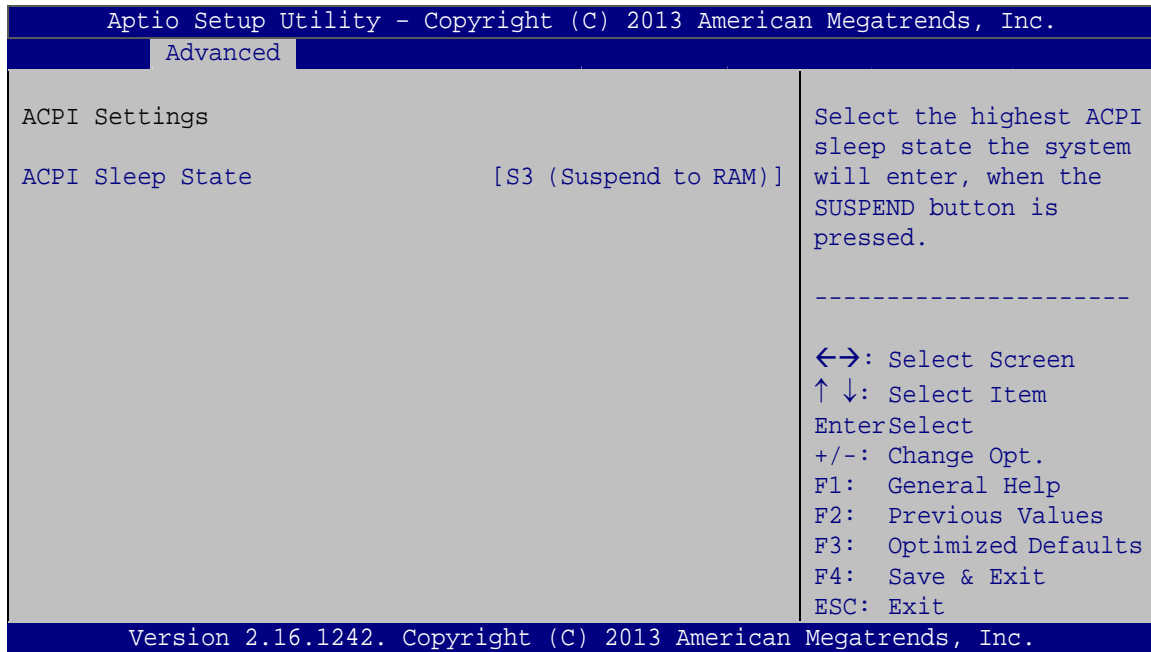 Aptio Setup Utility – Copyright (C) 2013 American Megatrends, Inc.
Advanced
ACPI Settings
ACPI Sleep State [S3 (Suspend to RAM)]
Select the highest ACPI
sleep state the system
will enter, when the
SUSPEND button is
pressed.
----------------------
←→: Select Screen
↑ ↓: Select Item
EnterSelect
+/-: Change Opt.
F1: General Help
F2: Previous Values
F3: Optimized Defaults
F4: Save & Exit
ESC: Exit
Version 2.16.1242. Copyright (C) 2013 American Megatrends, Inc.